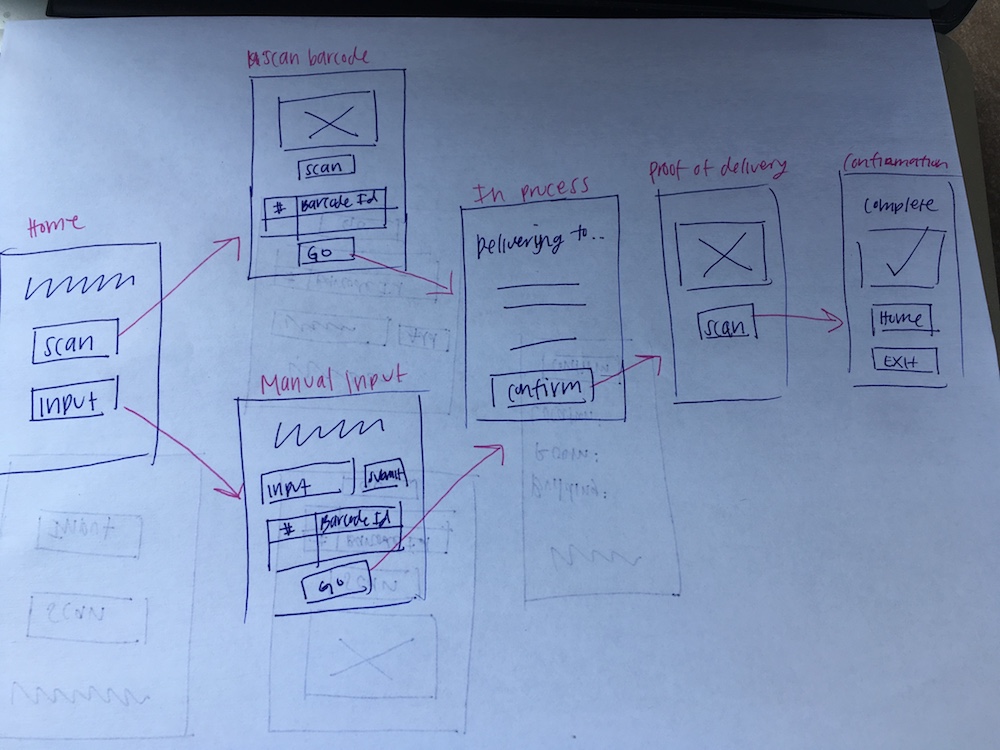 Home
scan
input
Scan barcode
scan
# Barcode Id
GO
Manual Input
input submit
# Barcode Id
Go
In process
Delivering to...
confirm
Proof of delivery
scan
Confirmation
complete
Home
EXIT